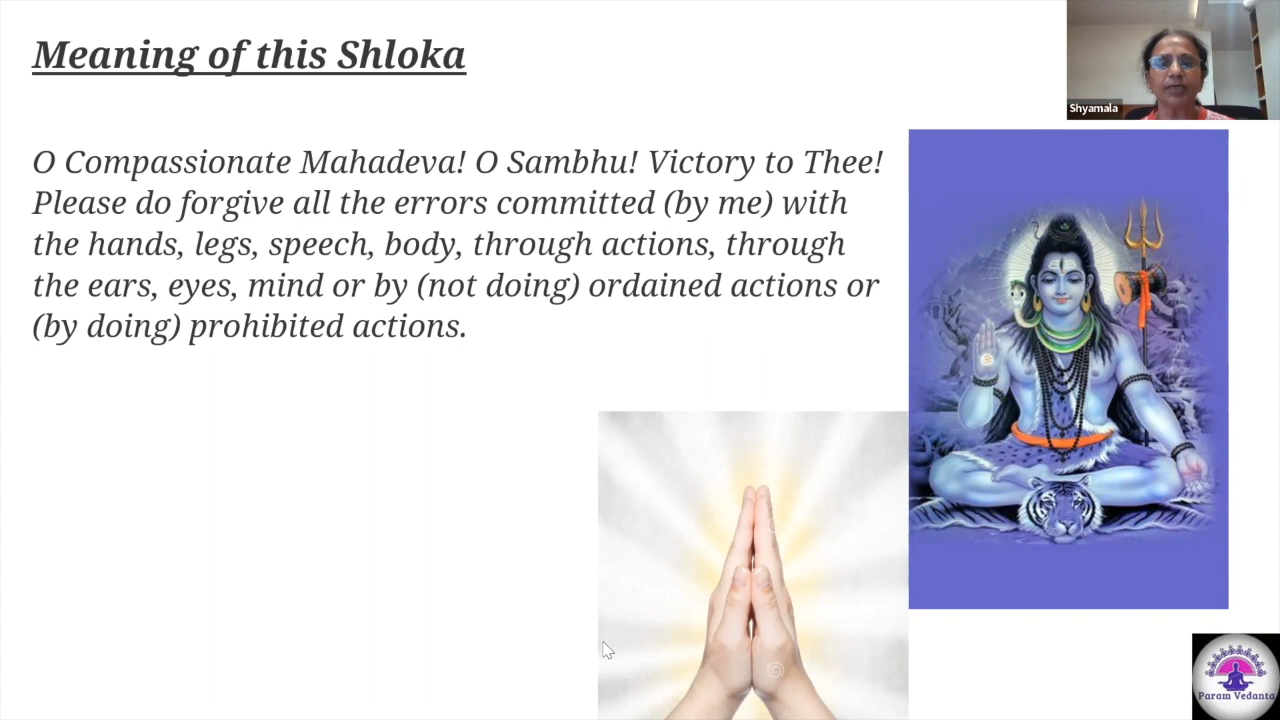 Meaning of this Shloka
O Compassionate Mahadeva! O Sambhu! Victory to Thee!
Please do forgive all the errors committed (by me) with
the hands, legs, speech, body, through actions, through
the ears, eyes, mind or by (not doing) ordained actions or
(by doing) prohibited actions.
Shyamala
Param Vedanta